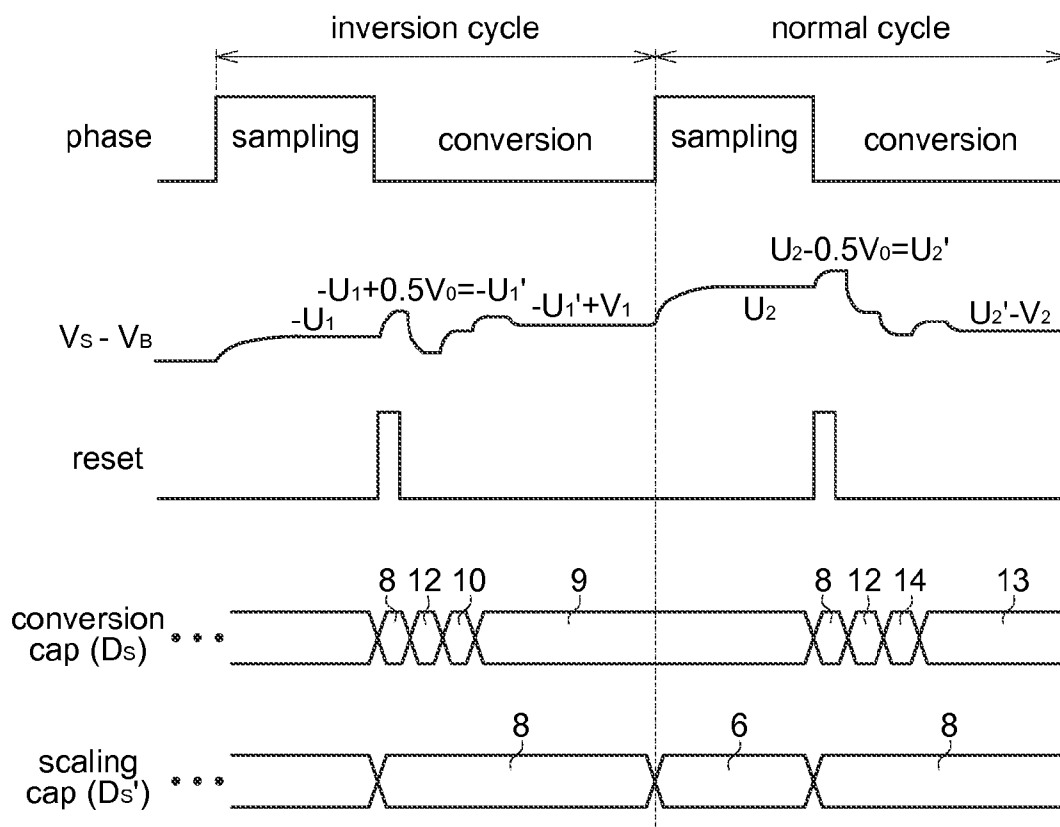 inversion cycle
normal cycle
phase
sampling
conversion
sampling
conversion
VS - VB
-U1
-U1+0.5V0=-U1'
-U1'+V1
U2
U2-0.5V0=U2'
U2'-V2
reset
conversion
cap (DS)
8
12
10
9
8
12
14
13
scaling
cap (DS')
8
6
8